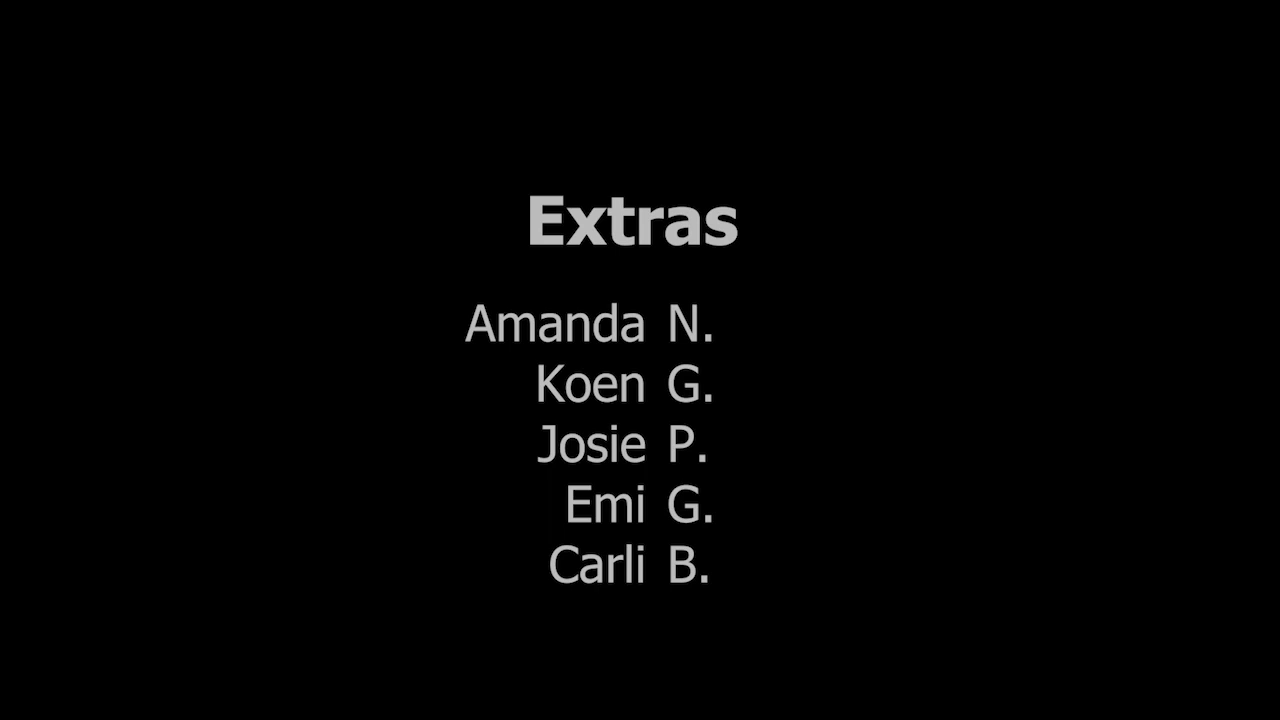 Extras
Amanda N.
Koen G.
Josie P.
Emi G.
Carli B.